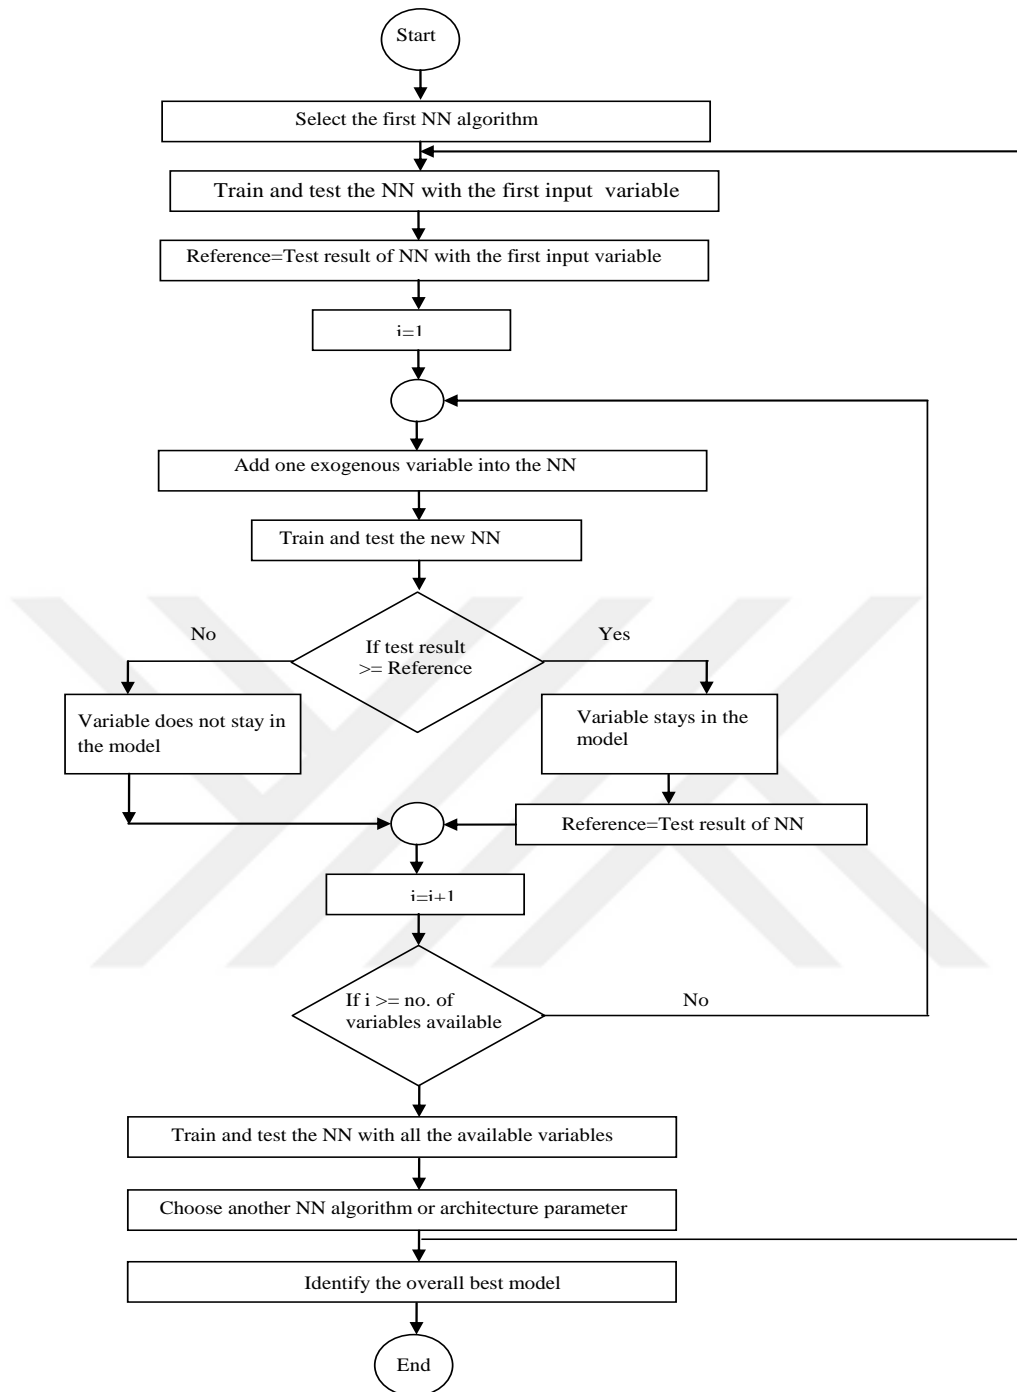 Start
Select the first NN algorithm
Train and test the NN with the first input variable
Reference=Test result of NN with the first input variable
i=1
Add one exogenous variable into the NN
Train and test the new NN
No
If test result
>= Reference
Yes
Variable does not stay in
the model
Variable stays in the
model
Reference=Test result of NN
i=i+1
If i >= no. of
variables available
No
Train and test the NN with all the available variables
Choose another NN algorithm or architecture parameter
Identify the overall best model
End